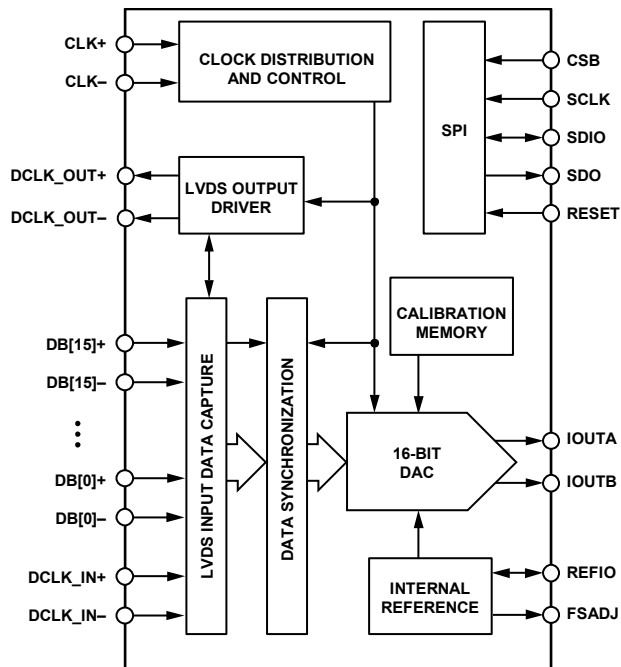 CLK+
CLK–
CLOCK DISTRIBUTION
AND CONTROL
SPI
CSB
SCLK
SDIO
SDO
RESET
DCLK_OUT+
DCLK_OUT–
LVDS OUTPUT
DRIVER
CALIBRATION
MEMORY
DB[15]+
DB[15]–
DB[0]+
DB[0]–
DCLK_IN+
DCLK_IN–
LVDS INPUT DATA CAPTURE
DATA SYNCHRONIZATION
16-BIT
DAC
IOUTA
IOUTB
INTERNAL
REFERENCE
REFIO
FSADJ